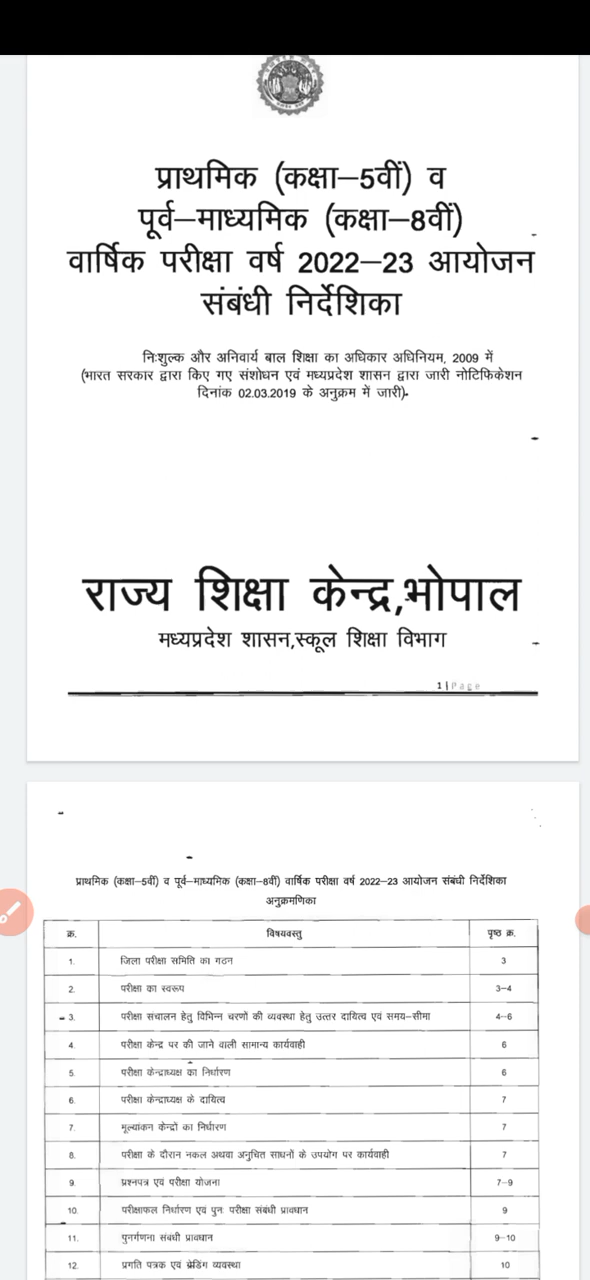 प्राथमिक (कक्षा–5वीं) व
पूर्व–माध्यमिक (कक्षा–8वीं)
वार्षिक परीक्षा वर्ष 2022–23 आयोजन
संबंधी निर्देशिका
निःशुल्क और अनिवार्य बाल शिक्षा का अधिकार अधिनियम, 2009 में
(भारत सरकार द्वारा किए गए संशोधन एवं मध्यप्रदेश शासन द्वारा जारी नोटिफिकेशन
दिनांक 02.03.2019 के अनुक्रम में जारी)
राज्य शिक्षा केन्द्र,भोपाल
मध्यप्रदेश शासन,स्कूल शिक्षा विभाग
1 | Page
प्राथमिक (कक्षा–5वीं) व पूर्व–माध्यमिक (कक्षा–8वीं) वार्षिक परीक्षा वर्ष 2022–23 आयोजन संबंधी निर्देशिका
अनुक्रमणिका
क्र. विषयवस्तु पृष्ठ क्र.
1. जिला परीक्षा समिति का गठन 3
2. परीक्षा का स्वरूप 3–4
3. परीक्षा संचालन हेतु विभिन्न चरणों की व्यवस्था हेतु उत्तर दायित्व एवं समय–सीमा 4–6
4. परीक्षा केन्द्र पर की जाने वाली सामान्य कार्यवाही 6
5. परीक्षा केन्द्राध्यक्ष का निर्धारण 6
6. परीक्षा केन्द्राध्यक्ष के दायित्व 7
7. मूल्यांकन केन्द्रों का निर्धारण 7
8. परीक्षा के दौरान नकल अथवा अनुचित साधनों के उपयोग पर कार्यवाही 7
9. प्रश्नपत्र एवं परीक्षा योजना 7–9
10. परीक्षाफल निर्धारण एवं पुनः परीक्षा संबंधी प्रावधान 9
11. पुनर्गणना संबंधी प्रावधान 9–10
12. प्रगति पत्रक एवं ग्रेडिंग व्यवस्था 10